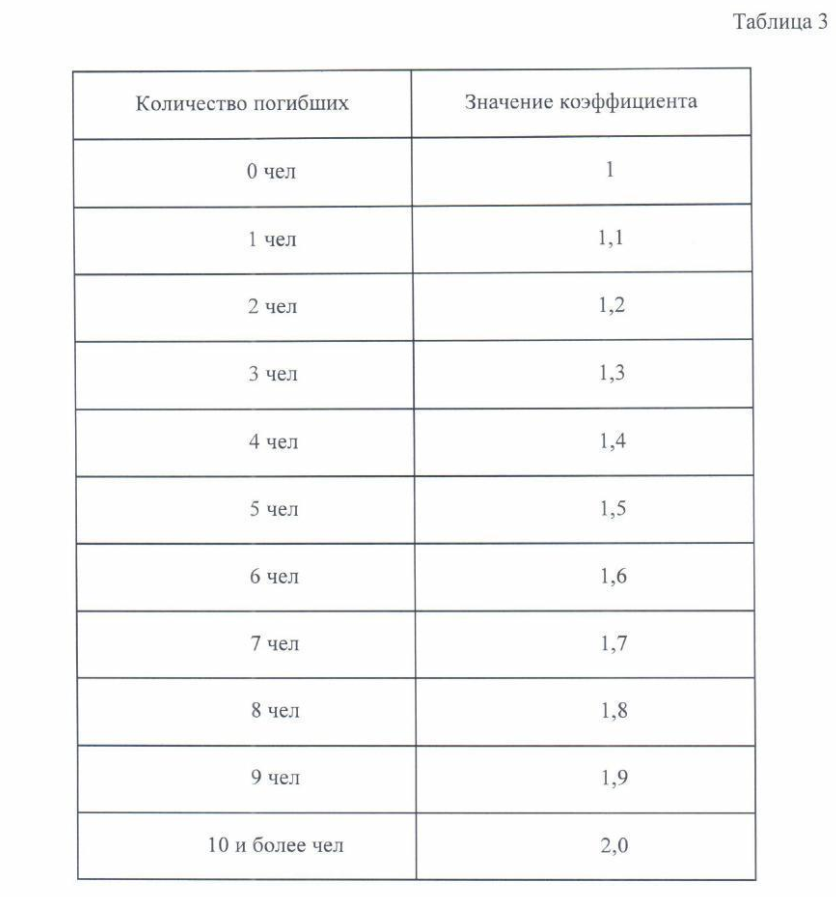 Таблица 3
Количество погибших Значение коэффициента
0 чел 1
1 чел 1,1
2 чел 1,2
3 чел 1,3
4 чел 1,4
5 чел 1,5
6 чел 1,6
7 чел 1,7
8 чел 1,8
9 чел 1,9
10 и более чел 2,0